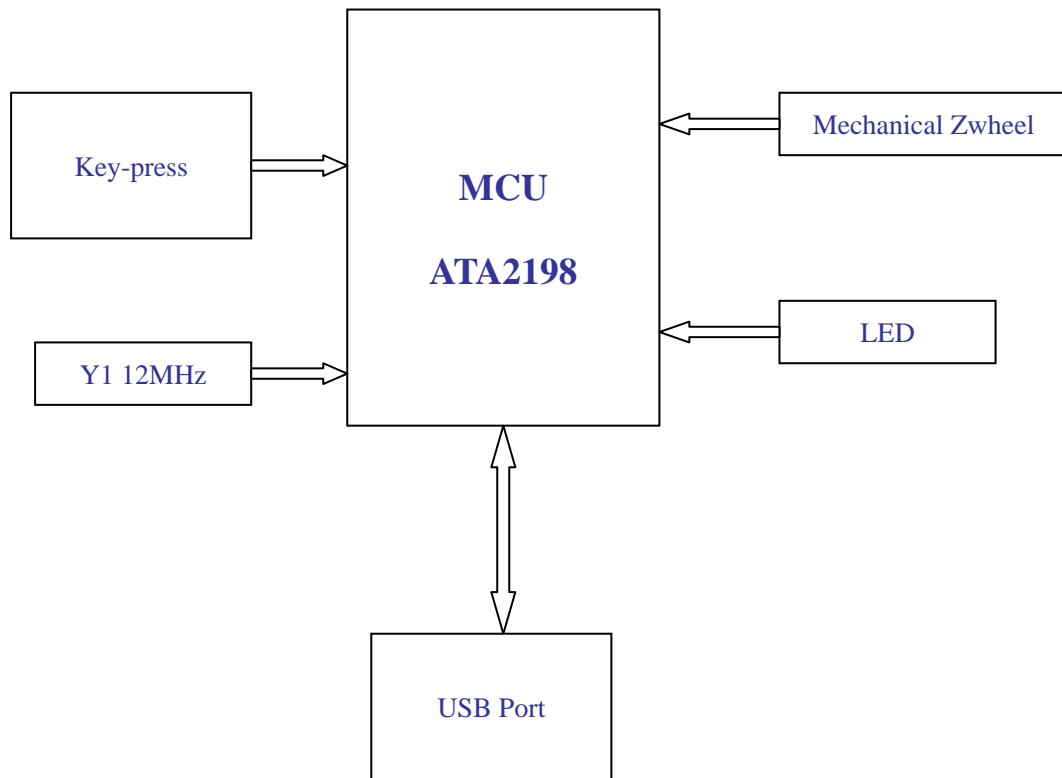 Key-press
Mechanical Zwheel
MCU
ATA2198
LED
Y1 12MHz
USB Port